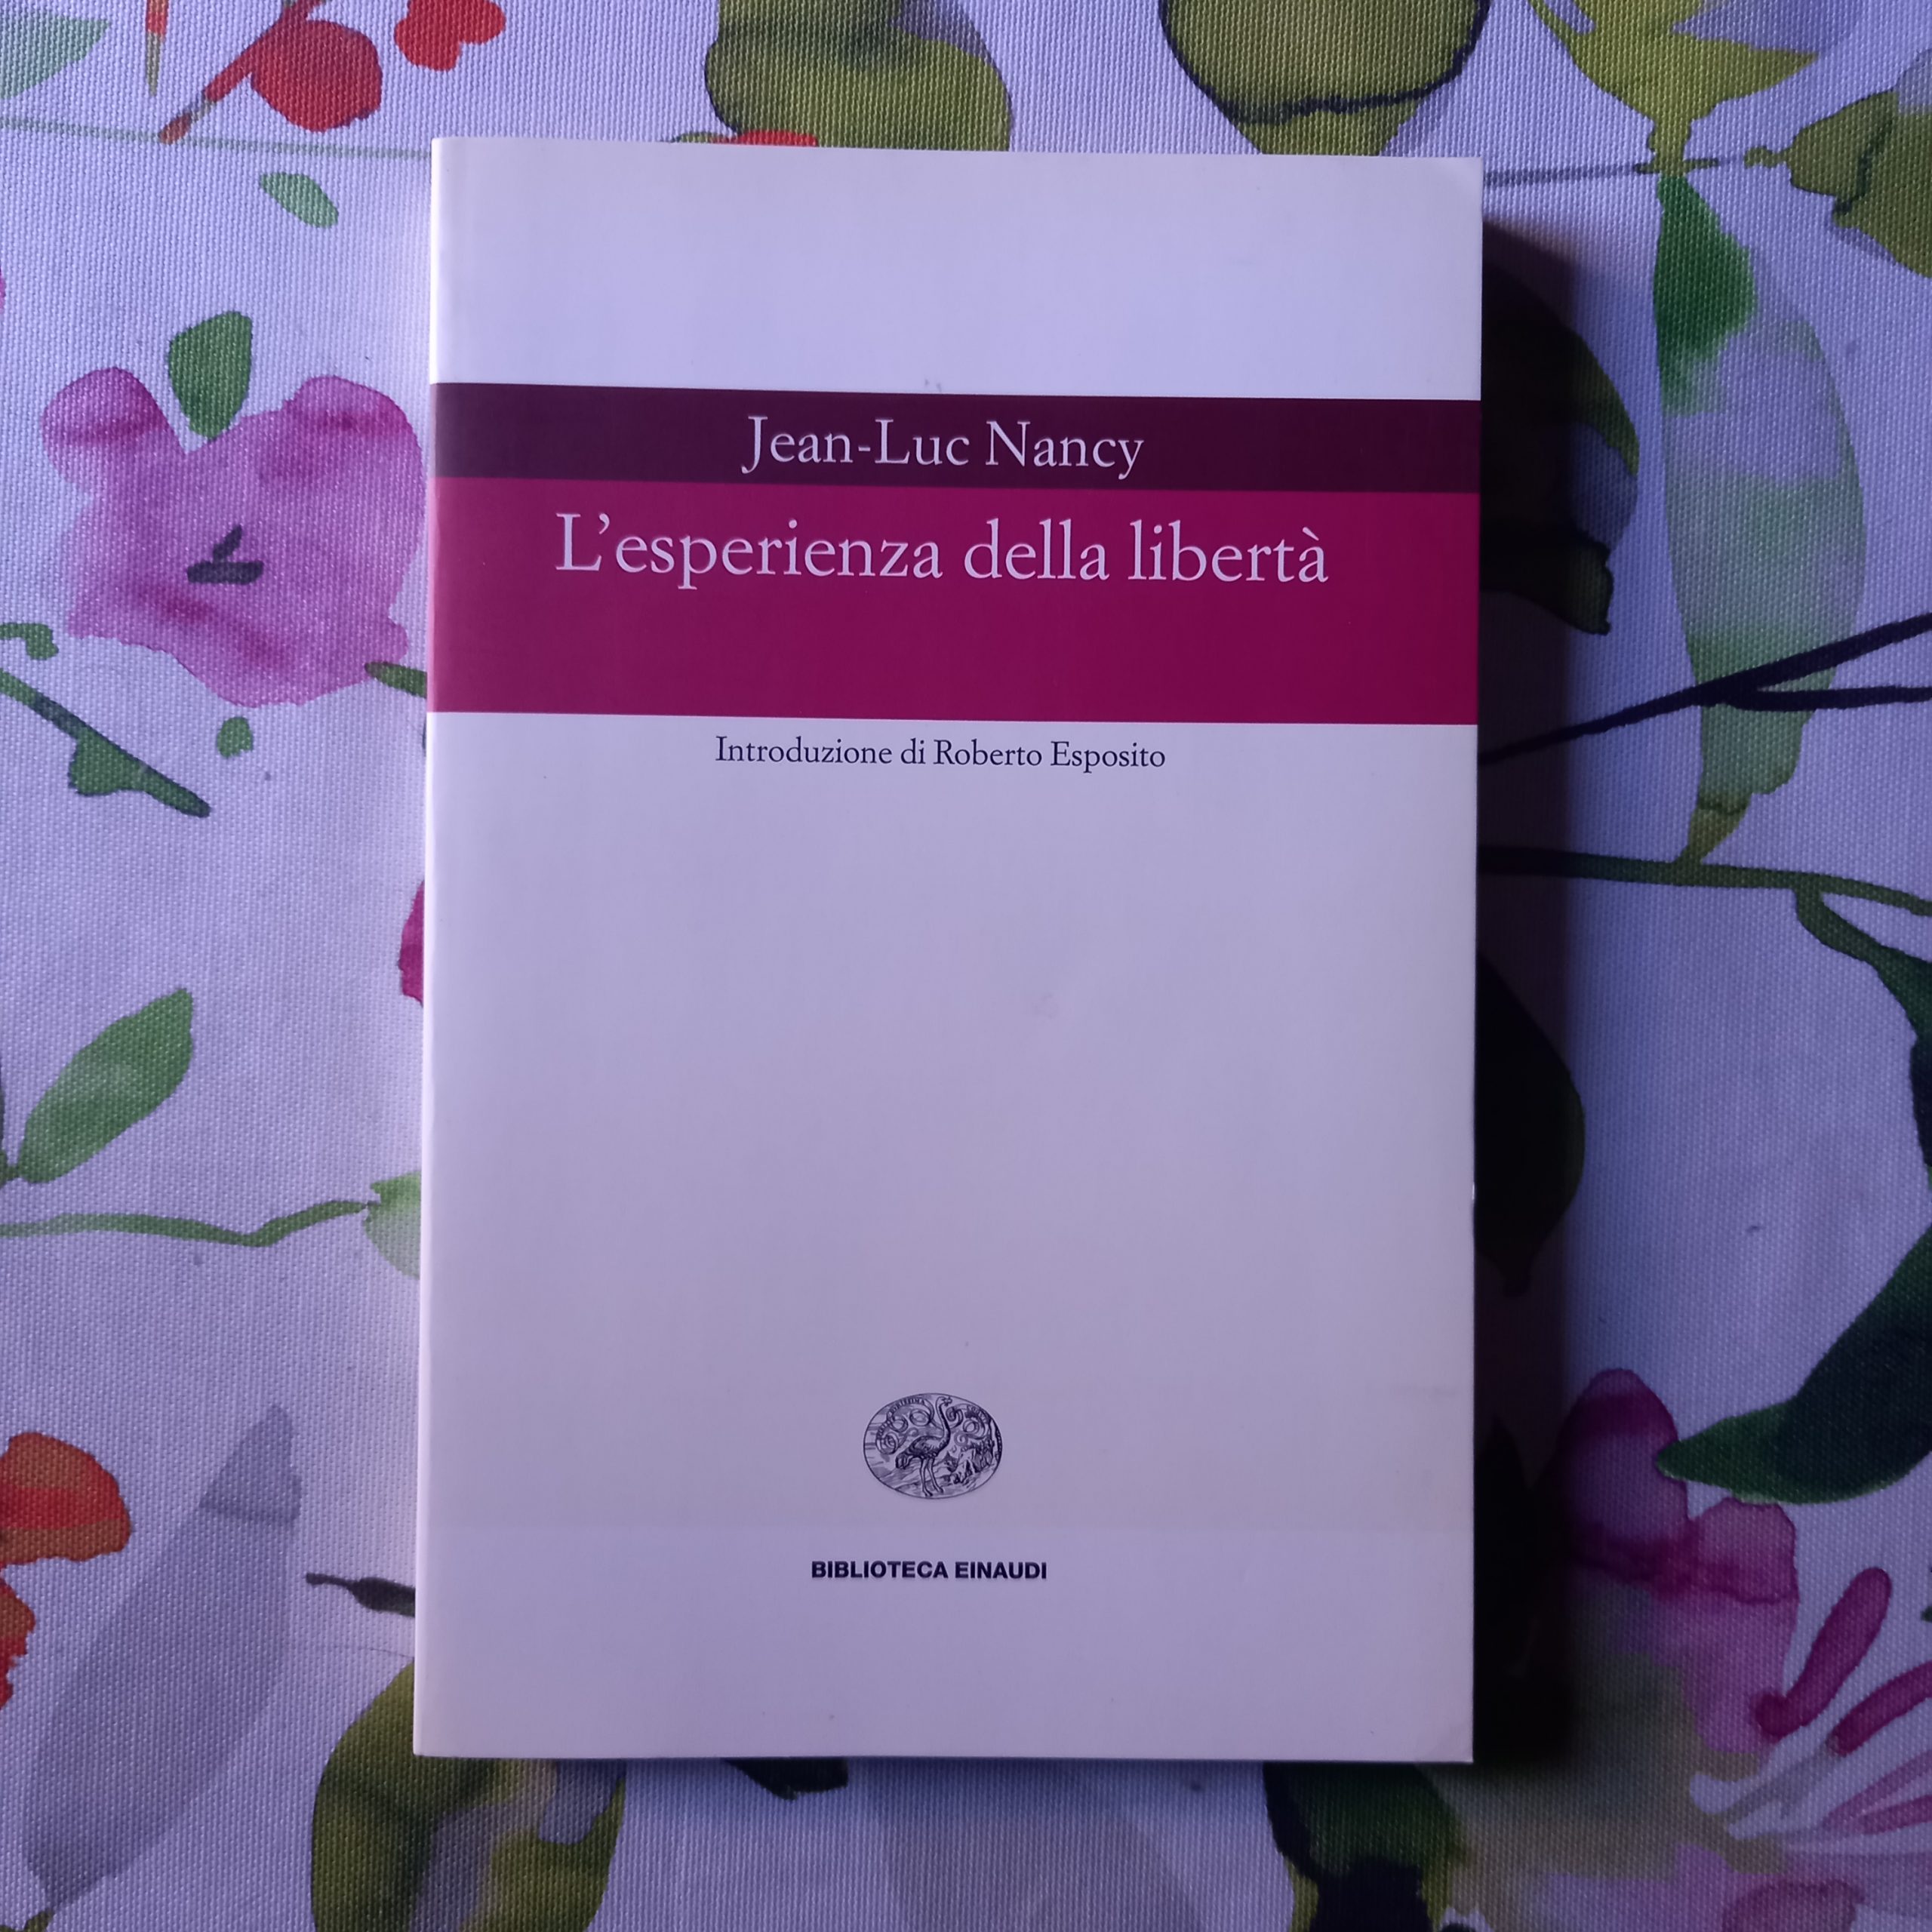 Jean-Luc Nancy
L’esperienza della libertà
Introduzione di Roberto Esposito
BIBLIOTECA EINAUDI